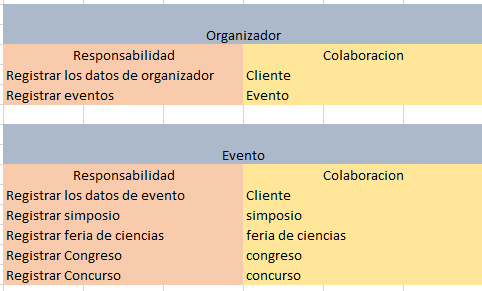 Organizador
Responsabilidad Colaboracion
Registrar los datos de organizador Cliente
Registrar eventos Evento
Evento
Responsabilidad Colaboracion
Registrar los datos de evento Cliente
Registrar simposio simposio
Registrar feria de ciencias feria de ciencias
Registrar Congreso congreso
Registrar Concurso concurso